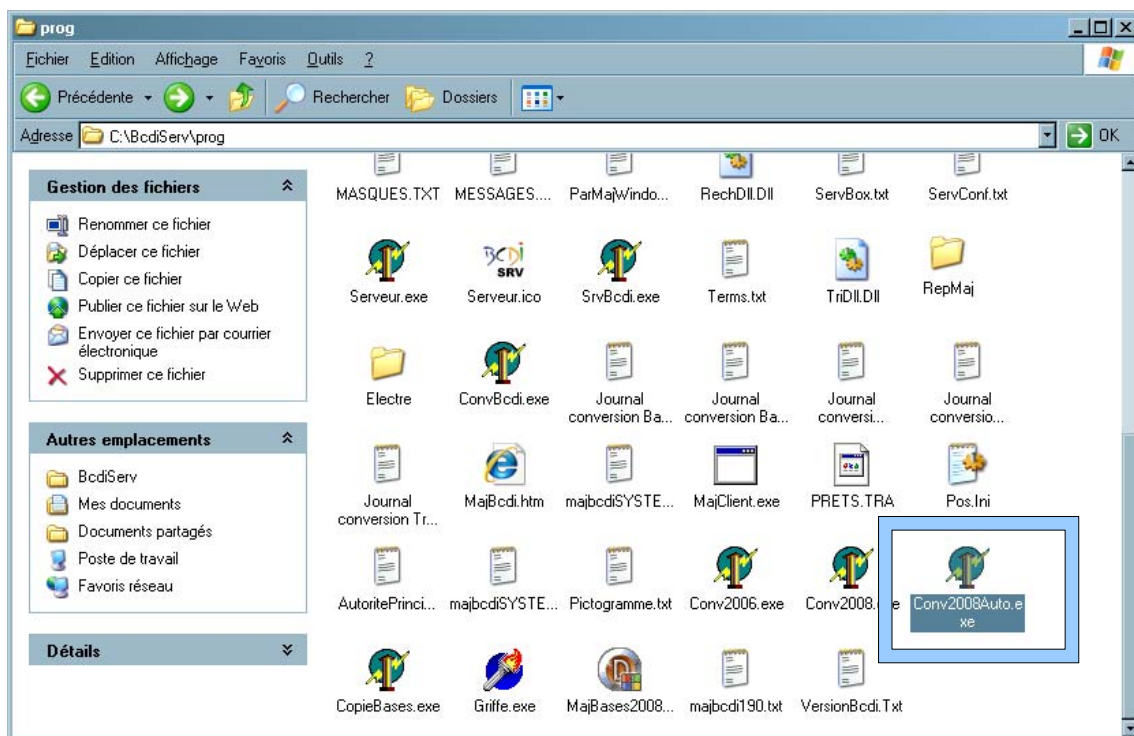 prog
Fichier Edition Affichage Favoris Outils ?
Précédente Rechercher Dossiers
Adresse C:\BcdiServ\prog OK
Gestion des fichiers
Renommer ce fichier
Déplacer ce fichier
Copier ce fichier
Publier ce fichier sur le Web
Envoyer ce fichier par courrier
électronique
Supprimer ce fichier
Autres emplacements
BcdiServ
Mes documents
Documents partagés
Poste de travail
Favoris réseau
Détails
MASQUES.TXT MESSAGES.... ParMajWindo... RechDll.Dll ServBox.txt ServConf.txt
BCDI
SRV
Serveur.exe Serveur.ico SrvBcdi.exe Terms.txt TriDll.Dll RepMaj
Electre ConvBcdi.exe Journal
conversion Ba... Journal
conversion Ba... Journal
conversi... Journal
conversio...
Journal
conversion Tr... MajBcdi.htm majbcdiSYSTE... MajClient.exe PRETS.TRA Pos.Ini
AutoritePrinci... majbcdiSYSTE... Pictogramme.txt Conv2006.exe Conv2008.exe Conv2008Auto.e
xe
CopieBases.exe Griffe.exe MajBases2008... majbcdi190.txt VersionBcdi.Txt